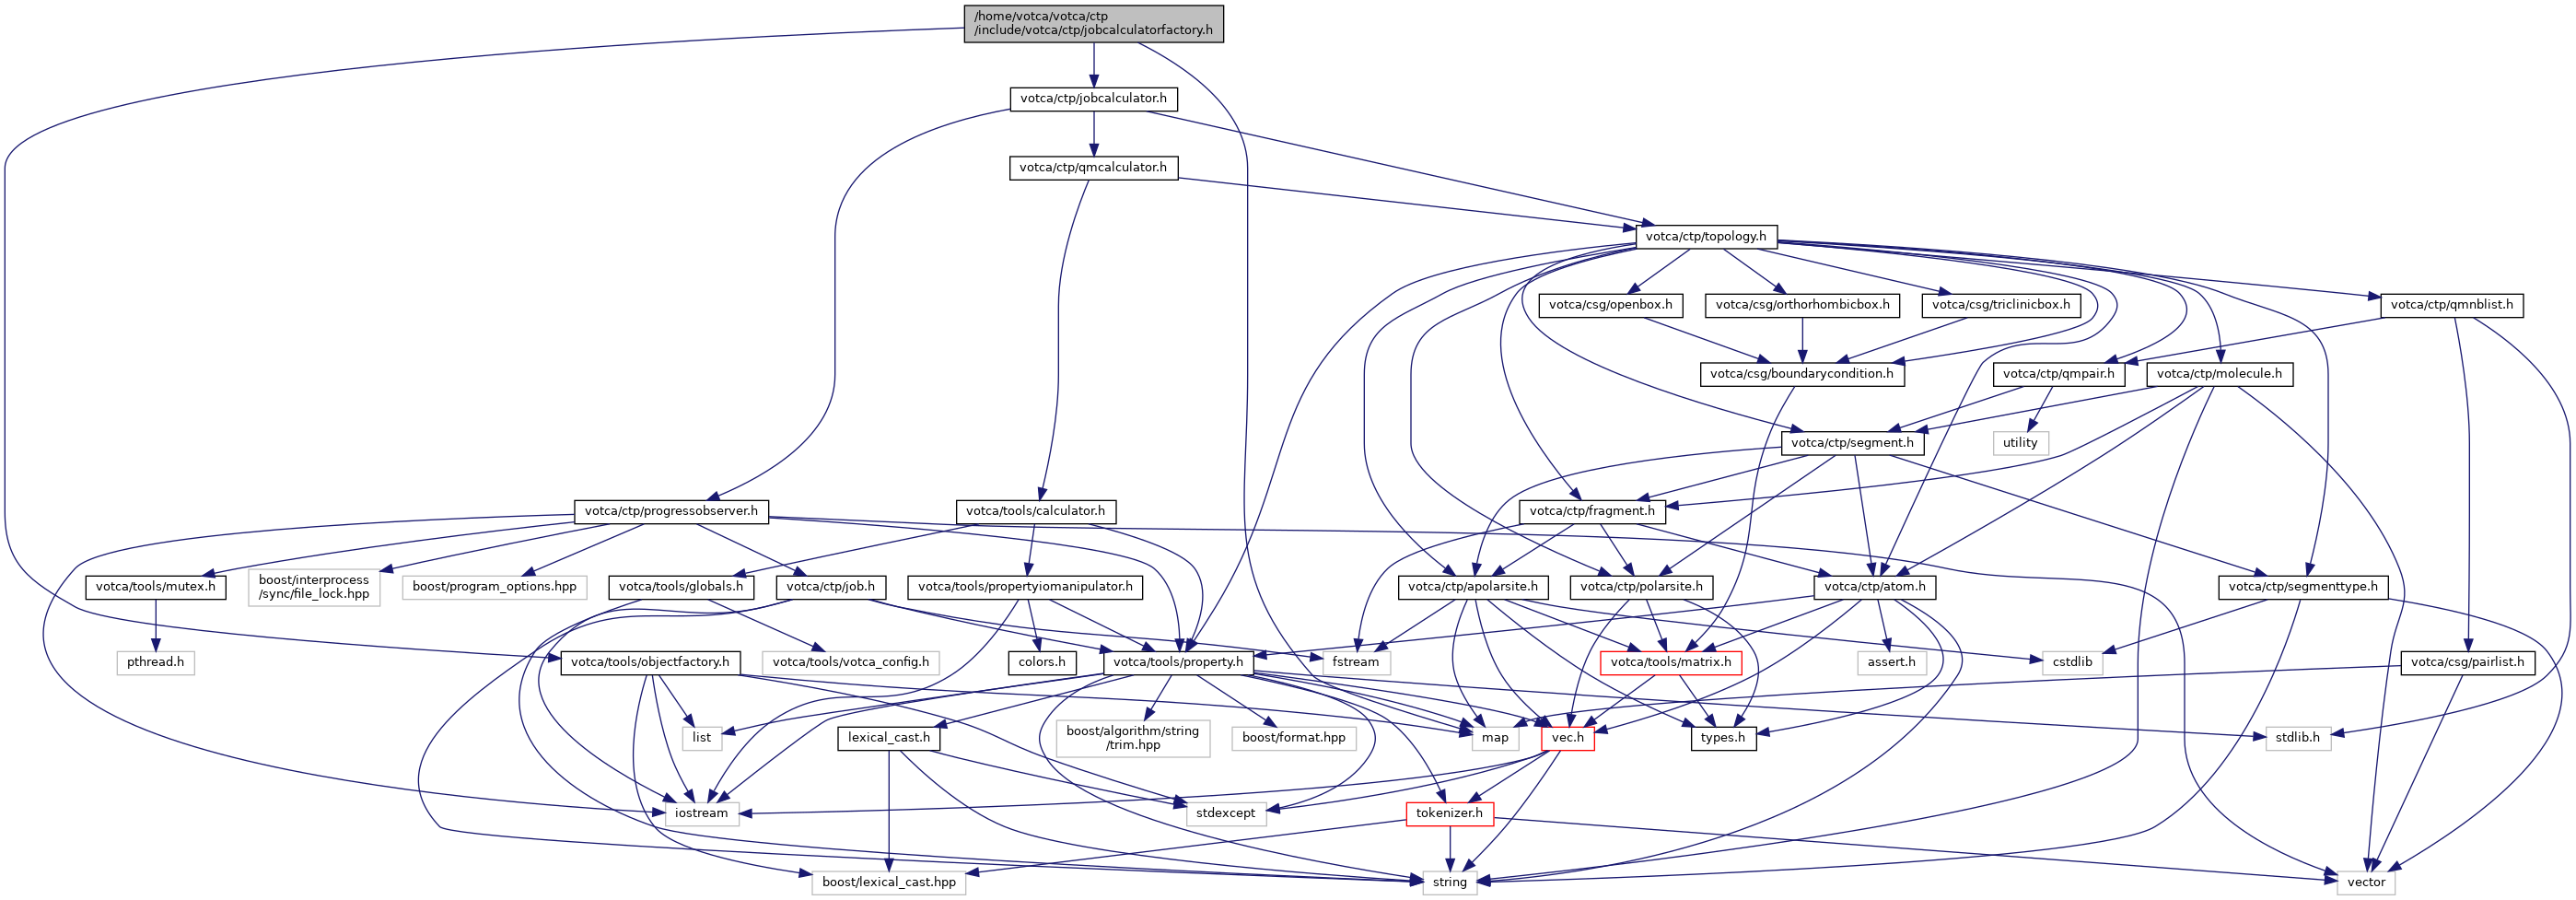 /home/votca/votca/ctp
/include/votca/ctp/jobcalculatorfactory.h
votca/ctp/jobcalculator.h
votca/ctp/qmcalculator.h
votca/ctp/topology.h
votca/csg/openbox.h
votca/csg/orthorhombicbox.h
votca/csg/triclinicbox.h
votca/ctp/qmnblist.h
votca/csg/boundarycondition.h
votca/ctp/qmpair.h
votca/ctp/molecule.h
votca/ctp/segment.h
utility
votca/ctp/progressobserver.h
votca/tools/calculator.h
votca/ctp/fragment.h
votca/tools/mutex.h
boost/interprocess
/sync/file_lock.hpp
boost/program_options.hpp
votca/tools/globals.h
votca/ctp/job.h
votca/tools/propertyiomanipulator.h
votca/ctp/apolarsite.h
votca/ctp/polarsite.h
votca/ctp/atom.h
votca/ctp/segmenttype.h
pthread.h
votca/tools/objectfactory.h
votca/tools/votca_config.h
colors.h
votca/tools/property.h
fstream
votca/tools/matrix.h
assert.h
cstdlib
votca/csg/pairlist.h
list
lexical_cast.h
boost/algorithm/string
/trim.hpp
boost/format.hpp
map
vec.h
types.h
stdlib.h
iostream
stdexcept
tokenizer.h
boost/lexical_cast.hpp
string
vector